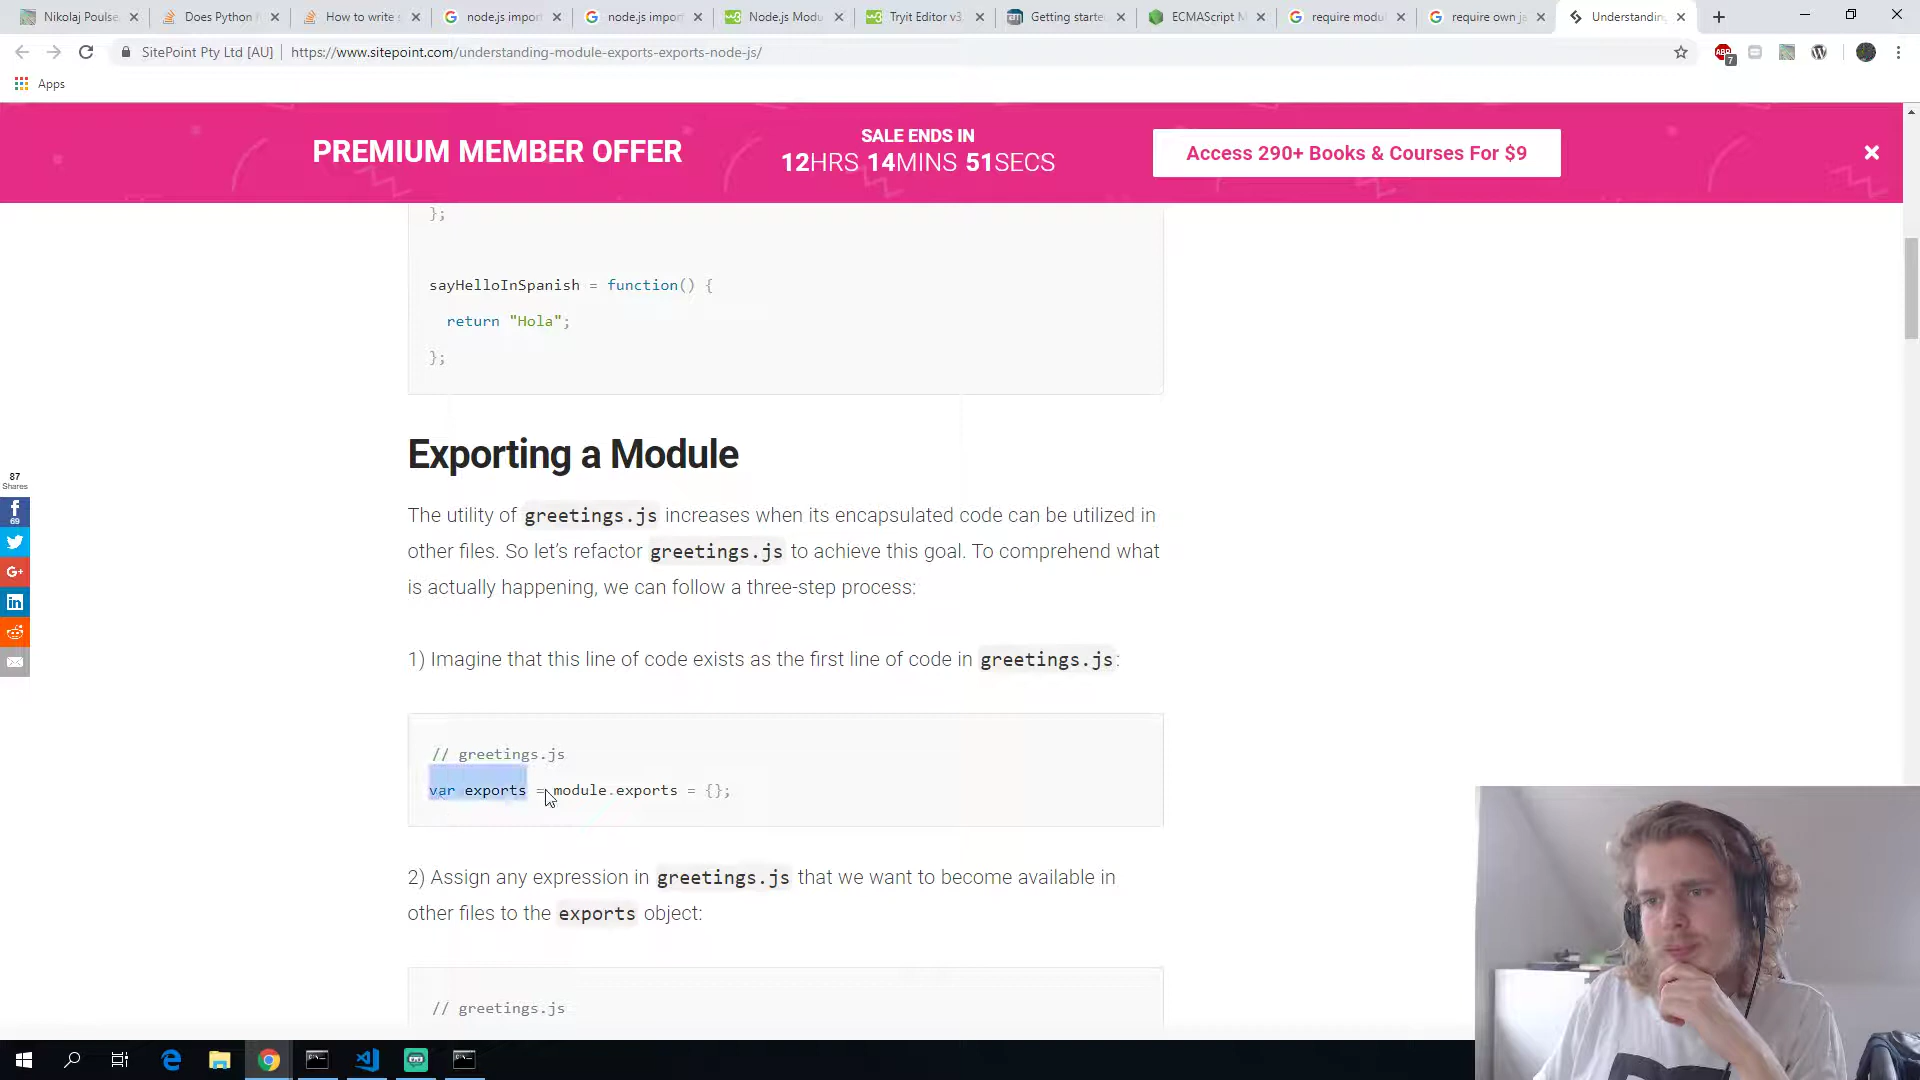 Nikolaj Poulse
Does Python
How to write
node.js impor
node.js impor
Node.js Modu
Tryit Editor v3
Getting starte
ECMAScript M
require modu
require own ja
Understanding
SitePoint Pty Ltd [AU] | https://www.sitepoint.com/understanding-module-exports-exports-node-js/
ABP
7
Apps
PREMIUM MEMBER OFFER
SALE ENDS IN
12HRS 14MINS 51SECS
Access 290+ Books & Courses For $9
};
sayHelloInSpanish = function() {
return "Hola";
};
Exporting a Module
The utility of greetings.js increases when its encapsulated code can be utilized in
other files. So let’s refactor greetings.js to achieve this goal. To comprehend what
is actually happening, we can follow a three-step process:
87
Shares
69
1) Imagine that this line of code exists as the first line of code in greetings.js:
// greetings.js
var exports = module.exports = {};
2) Assign any expression in greetings.js that we want to become available in
other files to the exports object:
// greetings.js